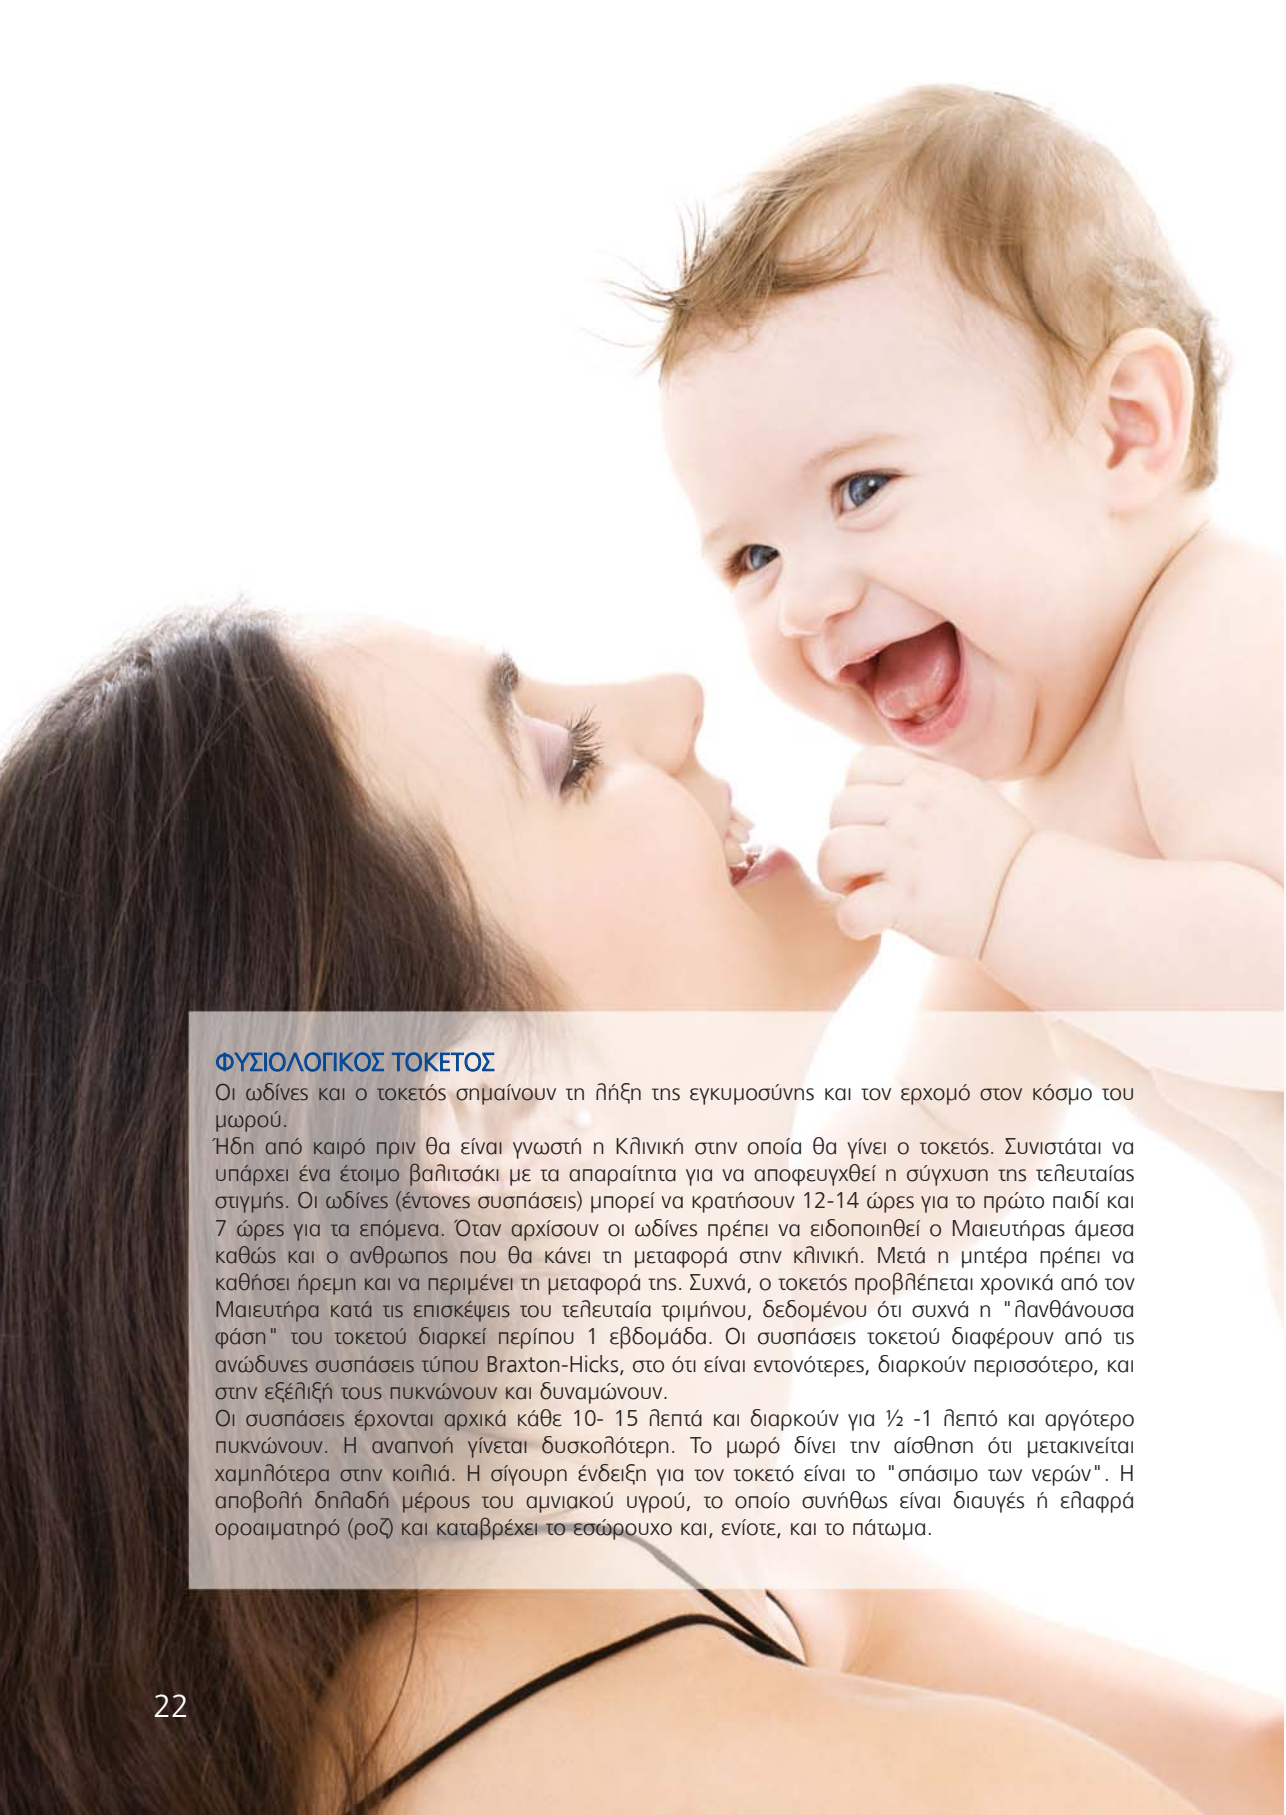 ΦΥΣΙΟΛΟΓΙΚΟΣ ΤΟΚΕΤΟΣ
Οι ωδίνες και ο τοκετός σημαίνουν τη λήξη της εγκυμοσύνης και τον ερχομό στον κόσμο του
μωρού.
Ήδη από καιρό πριν θα είναι γνωστή η Κλινική στην οποία θα γίνει ο τοκετός. Συνιστάται να
υπάρχει ένα έτοιμο βαλιτσάκι με τα απαραίτητα για να αποφευγχθεί η σύγχυση της τελευταίας
στιγμής. Οι ωδίνες (έντονες συσπάσεις) μπορεί να κρατήσουν 12-14 ώρες για το πρώτο παιδί και
7 ώρες για τα επόμενα. Όταν αρχίσουν οι ωδίνες πρέπει να ειδοποιηθεί ο Μαιευτήρας άμεσα
καθώς και ο ανθρωπος που θα κάνει τη μεταφορά στην κλινική. Μετά η μητέρα πρέπει να
καθήσει ήρεμη και να περιμένει τη μεταφορά της. Συχνά, ο τοκετός προβλέπεται χρονικά από τον
Μαιευτήρα κατά τις επισκέψεις του τελευταία τριμήνου, δεδομένου ότι συχνά η "λανθάνουσα
φάση" του τοκετού διαρκεί περίπου 1 εβδομάδα. Οι συσπάσεις τοκετού διαφέρουν από τις
ανώδυνες συσπάσεις τύπου Braxton-Hicks, στο ότι είναι εντονότερες, διαρκούν περισσότερο, και
στην εξέλιξή τους πυκνώνουν και δυναμώνουν.
Οι συσπάσεις έρχονται αρχικά κάθε 10- 15 λεπτά και διαρκούν για ½ -1 λεπτό και αργότερο
πυκνώνουν. Η αναπνοή γίνεται δυσκολότερη. Το μωρό δίνει την αίσθηση ότι μετακινείται
χαμηλότερα στην κοιλιά. Η σίγουρη ένδειξη για τον τοκετό είναι το "σπάσιμο των νερών". Η
αποβολή δηλαδή μέρους του αμνιακού υγρού, το οποίο συνήθως είναι διαυγές ή ελαφρά
οροαιματηρό (ροζ) και καταβρέχει το εσώρουχο και, ενίοτε, και το πάτωμα.
22